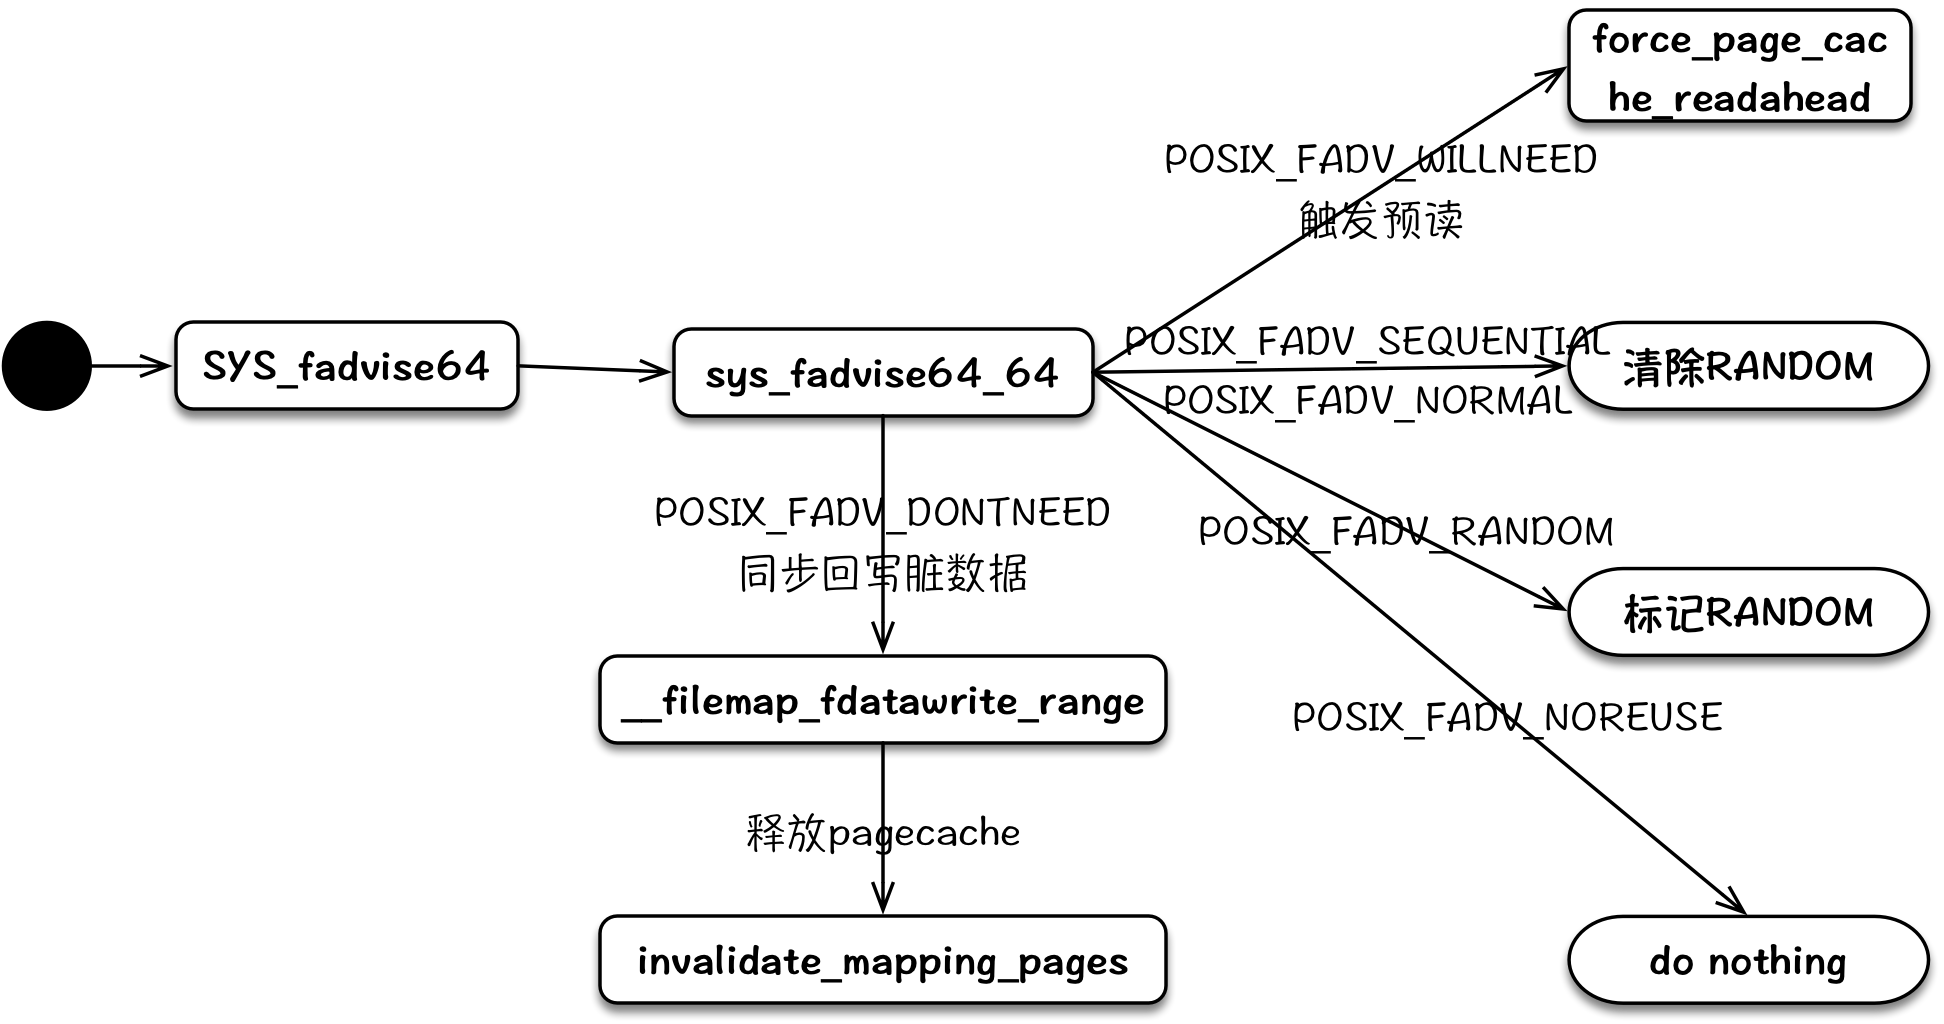 force_page_cac
he_readahead
POSIX_FADV_WILLNEED
触发预读
SYS_fadvise64
sys_fadvise64_64
POSIX_FADV_SEQUENTIAL
POSIX_FADV_NORMAL
清除RANDOM
POSIX_FADV_DONTNEED
同步回写脏数据
POSIX_FADV_RANDOM
标记RANDOM
__filemap_fdatawrite_range
POSIX_FADV_NOREUSE
释放pagecache
invalidate_mapping_pages
do nothing